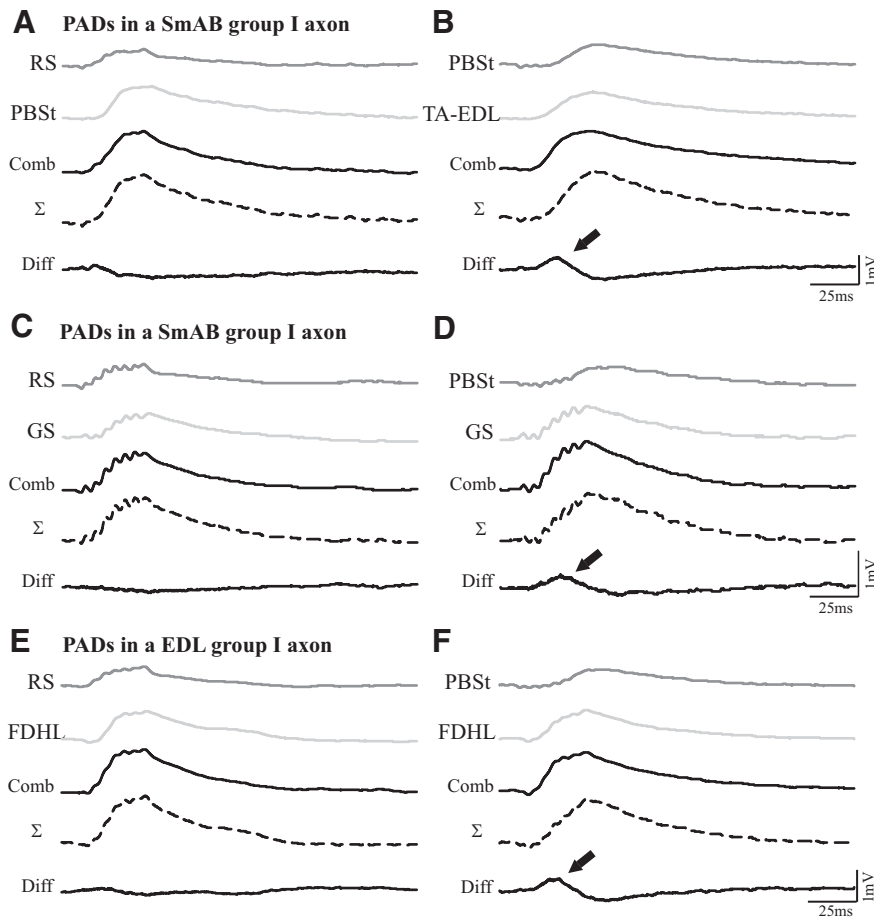 A PADs in a SmAB group I axon
RS
PBSt
Comb
Σ
Diff
B
PBSt
TA-EDL
Comb
Σ
Diff
1mV
25ms
C PADs in a SmAB group I axon
RS
GS
Comb
Σ
Diff
D
PBSt
GS
Comb
Σ
Diff
1mV
25ms
E PADs in a EDL group I axon
RS
FDHL
Comb
Σ
Diff
F
PBSt
FDHL
Comb
Σ
Diff
1mV
25ms